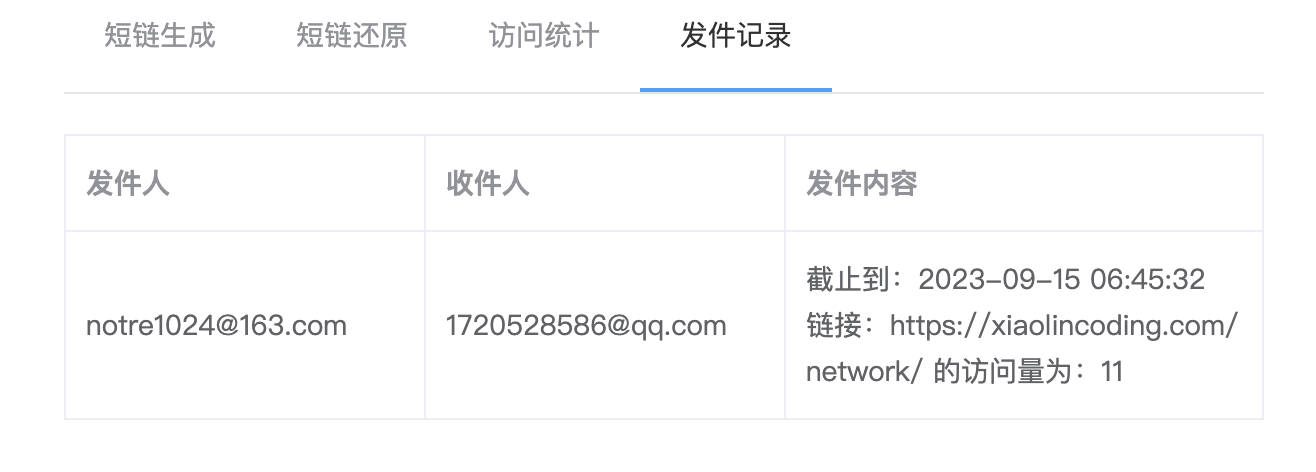 短链生成 短链还原 访问统计 发件记录
发件人 收件人 发件内容
notre1024@163.com 1720528586@qq.com
截止到：2023-09-15 06:45:32
链接：https://xiaolincoding.com/
network/ 的访问量为：11